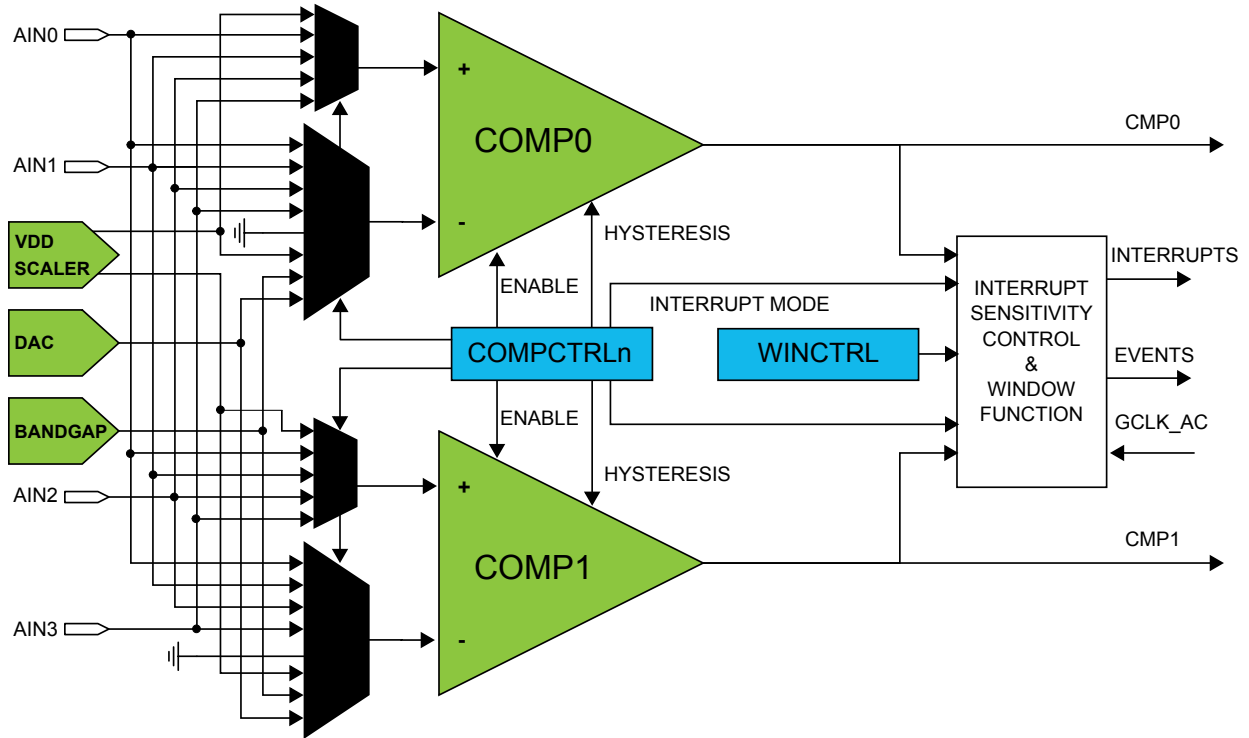 AIN0
+
COMP0
CMP0
AIN1
-
HYSTERESIS
VDD
SCALER
ENABLE
INTERRUPT MODE
INTERRUPTS
INTERRUPT
SENSITIVITY
CONTROL
&
WINDOW
FUNCTION
DAC
COMPCTRLn
WINCTRL
EVENTS
BANDGAP
ENABLE
GCLK_AC
HYSTERESIS
AIN2
+
COMP1
CMP1
AIN3
-